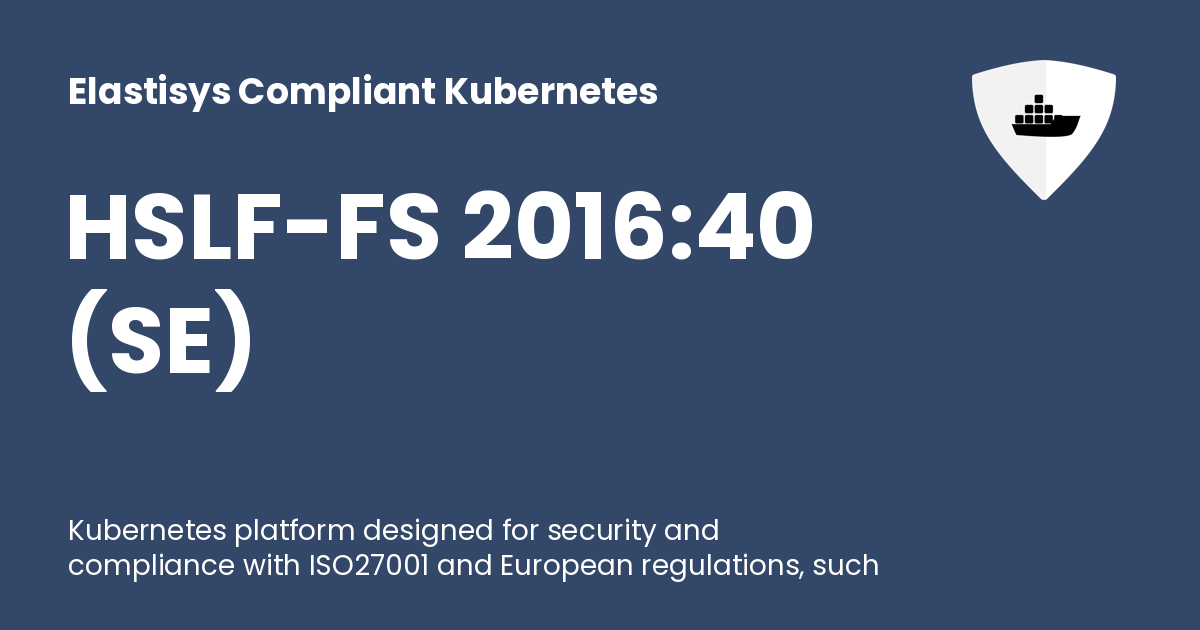 Elastisys Compliant Kubernetes
HSLF-FS 2016:40
(SE)
Kubernetes platform designed for security and
compliance with ISO27001 and European regulations, such